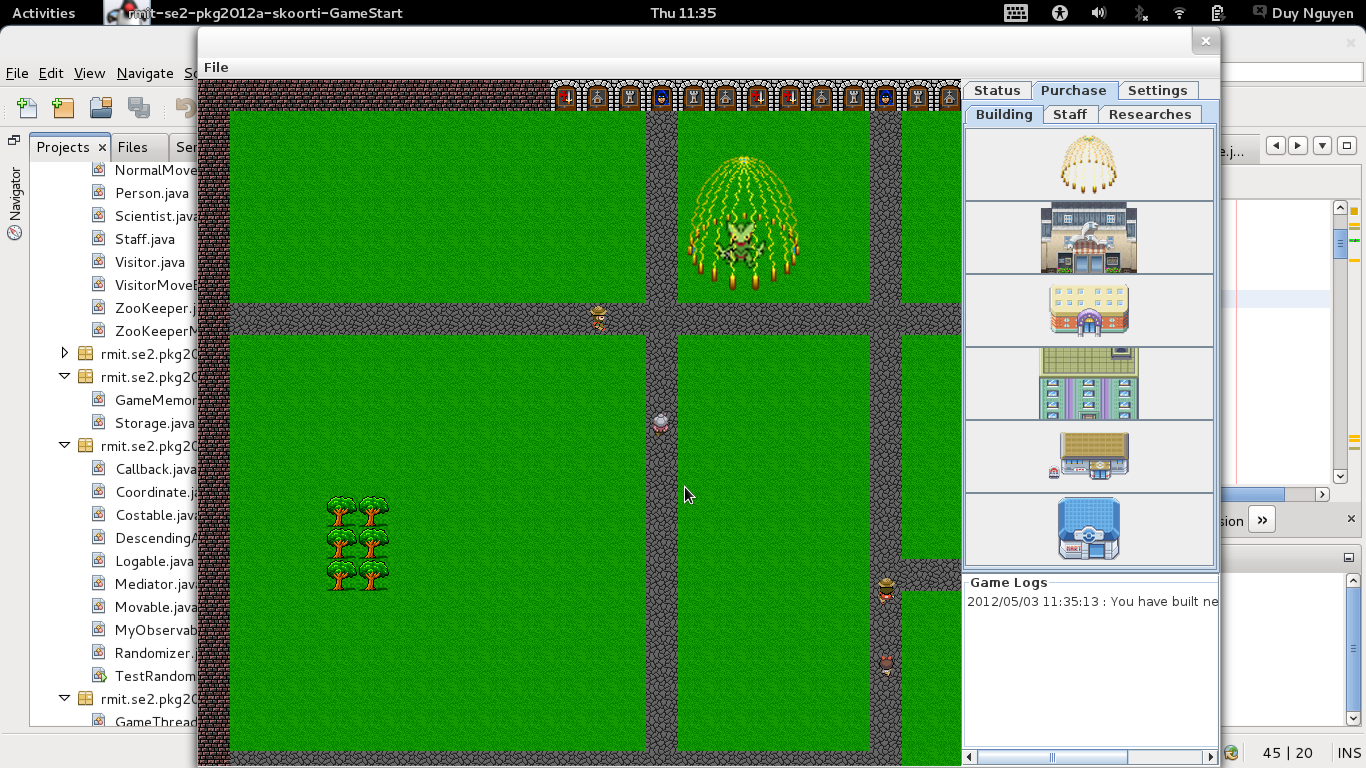 Activities
rmit-se2-pkg2012a-skoorti-GameStart
Thu 11:35
Duy Nguyen
File Edit View Navigate
Projects × Files
Navigator
NormalMove
Person.java
Scientist.java
Staff.java
Visitor.java
VisitorMove
ZooKeeper.j
ZooKeeperM
rmit.se2.pkg20
rmit.se2.pkg20
GameMemor
Storage.java
rmit.se2.pkg20
Callback.java
Coordinate.ja
Costable.java
DescendingA
Logable.java
Mediator.jav
Movable.java
MyObservab
Randomizer.
TestRandom
rmit.se2.pkg20
GameThread
File
Status Purchase Settings
Building Staff Researches
MART
Game Logs
2012/05/03 11:35:13 : You have built ne
e.j...
sion
45 | 20 INS